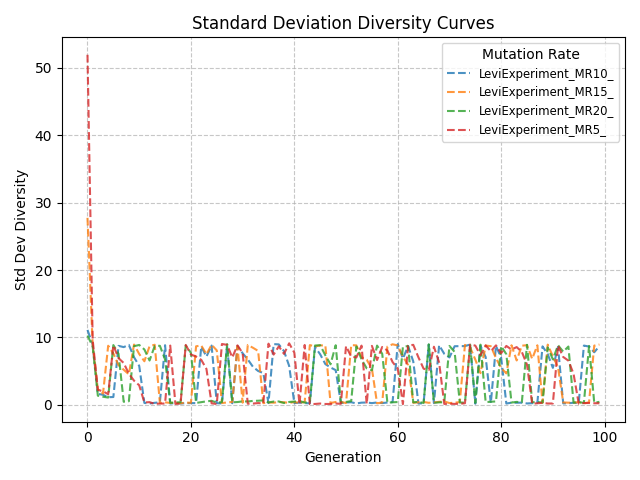 Standard Deviation Diversity Curves
Mutation Rate
LeviExperiment_MR10_
LeviExperiment_MR15_
LeviExperiment_MR20_
LeviExperiment_MR5_
Std Dev Diversity
50
40
30
20
10
0
0 20 40 60 80 100
Generation